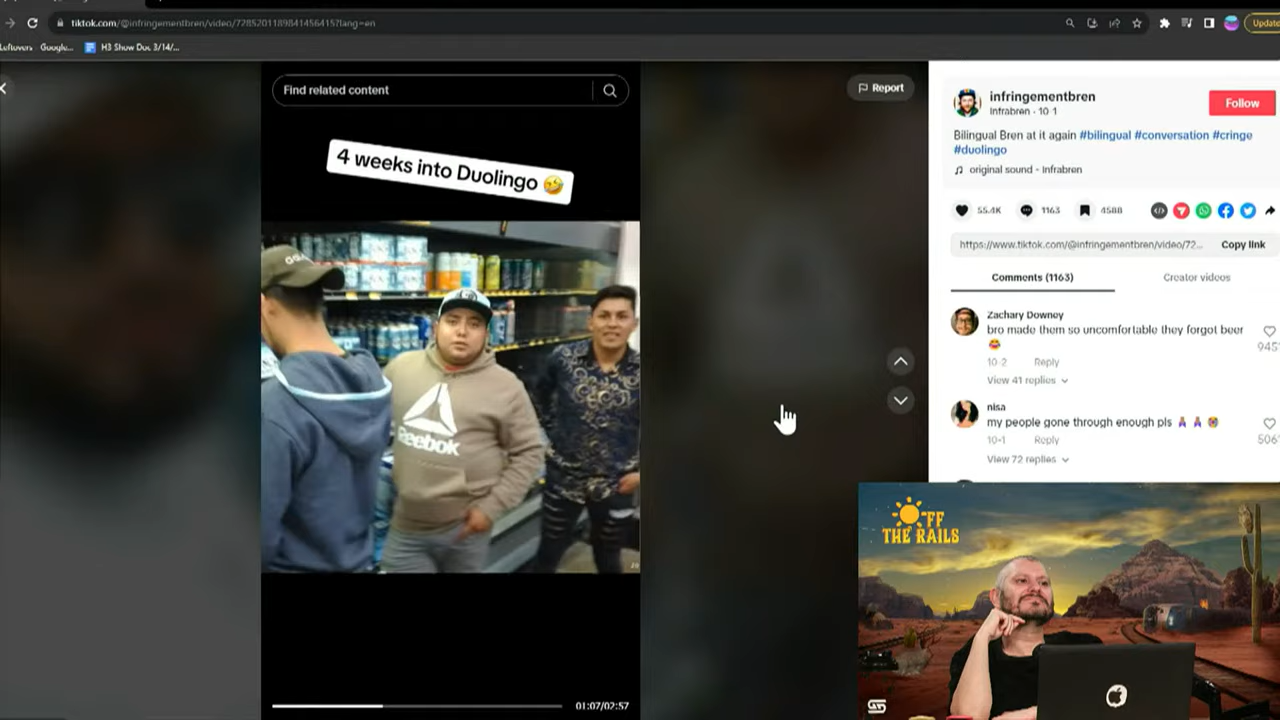 tiktok.com/@infringementbren/video/7285201189841456415?lang=en
Update
Leftovers Google... H3 Show Doc 3/14/...
Find related content
Report
4 weeks into Duolingo 🤣
Reebok
01:07/02:57
infringementbren
Infrabren · 10-1
Follow
Bilingual Bren at it again #bilingual #conversation #cringe
#duolingo
original sound - Infrabren
55.4K 1163 4588
https://www.tiktok.com/@infringementbren/video/72...
Copy link
Comments (1163)
Creator videos
Zachary Downey
bro made them so uncomfortable they forgot beer
😂
945
10-2 Reply
View 41 replies
nisa
my people gone through enough pls
506
10-1 Reply
View 72 replies
OFF
THE RAILS